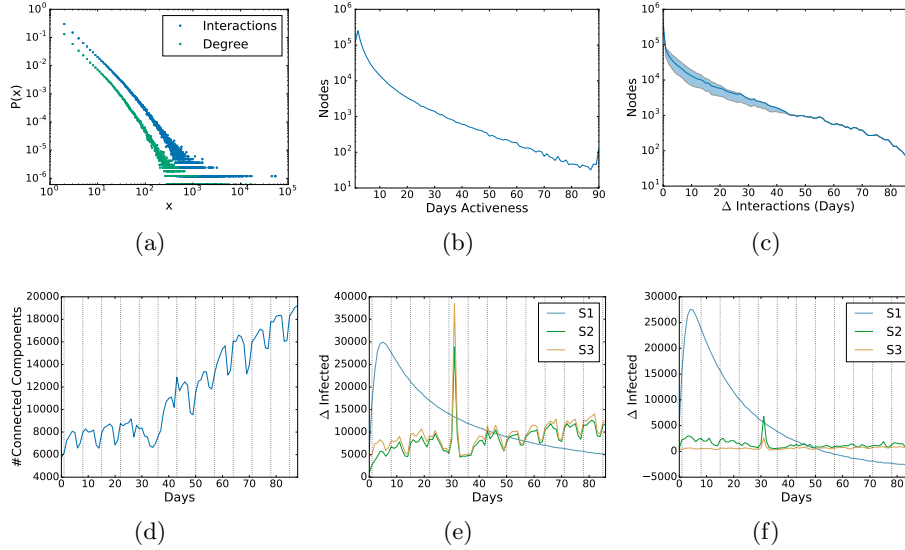 Interactions
Degree
P(x)
10^0
10^-1
10^-2
10^-3
10^-4
10^-5
10^-6
10^0 10^1 10^2 10^3 10^4 10^5
x
(a)
Nodes
10^6
10^5
10^4
10^3
10^2
10^1
10 20 30 40 50 60 70 80 90
Days Activeness
(b)
Nodes
10^6
10^5
10^4
10^3
10^2
10^1
0 10 20 30 40 50 60 70 80
Δ Interactions (Days)
(c)
#Connected Components
20000
18000
16000
14000
12000
10000
8000
6000
4000
0 10 20 30 40 50 60 70 80
Days
(d)
S1
S2
S3
Δ Infected
40000
35000
30000
25000
20000
15000
10000
5000
0
0 10 20 30 40 50 60 70 80
Days
(e)
S1
S2
S3
Δ Infected
30000
25000
20000
15000
10000
5000
0
−5000
0 10 20 30 40 50 60 70 80
Days
(f)